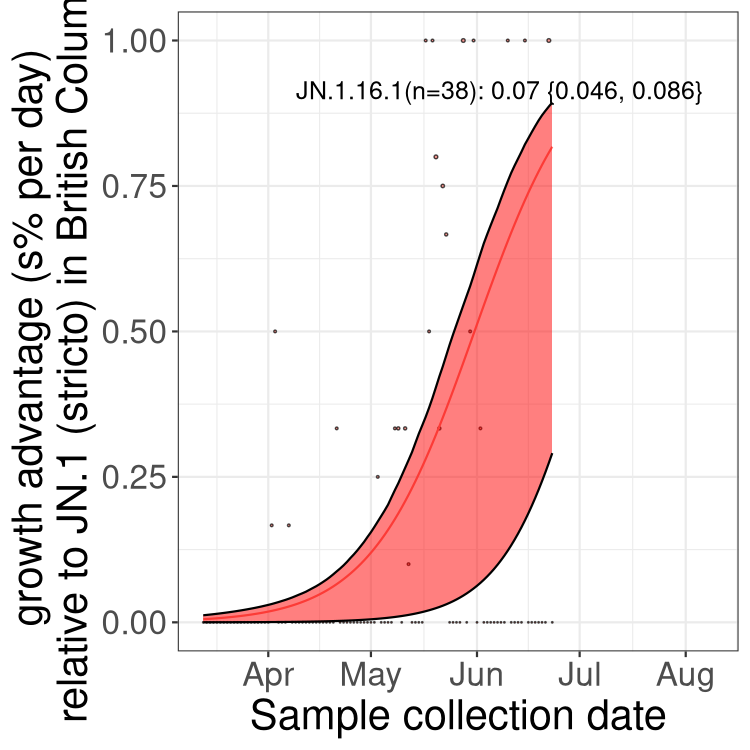 growth advantage (s% per day)
relative to JN.1 (stricto) in British Colum
1.00
0.75
0.50
0.25
0.00
JN.1.16.1(n=38): 0.07 {0.046, 0.086}
Apr May Jun Jul Aug
Sample collection date